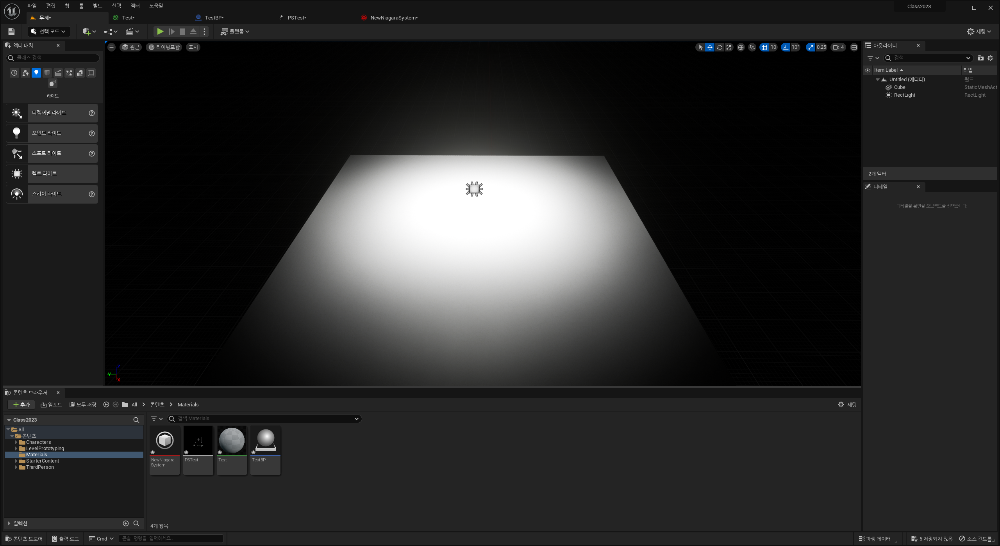 파일 편집 창 툴 빌드 선택 액터 도움말
Class2023
무제*
Test*
TestBP*
PSTest*
NewNiagaraSystem*
선택 모드
플랫폼
세팅
액터 배치
클래스 검색
라이트
디렉셔널 라이트
포인트 라이트
스포트 라이트
렉트 라이트
스카이 라이트
원근
라이팅포함
표시
10
10°
0.25
4
Z
Y
X
아웃라이너
검색...
Item Label
타입
Untitled (에디터)
월드
Cube
StaticMeshAct
RectLight
RectLight
2개 액터
디테일
디테일을 확인할 오브젝트를 선택합니다.
콘텐츠 브라우저
추가
임포트
모두 저장
All
콘텐츠
Materials
세팅
Class2023
All
콘텐츠
Characters
LevelPrototyping
Materials
StarterContent
ThirdPerson
컬렉션
검색 Materials
No Image
NewNiagara
System
PSTest
Test
TestBP
4개 항목
콘텐츠 드로어
출력 로그
Cmd
콘솔 명령을 입력하세요.
파생 데이터
5 저장되지 않음
소스 컨트롤